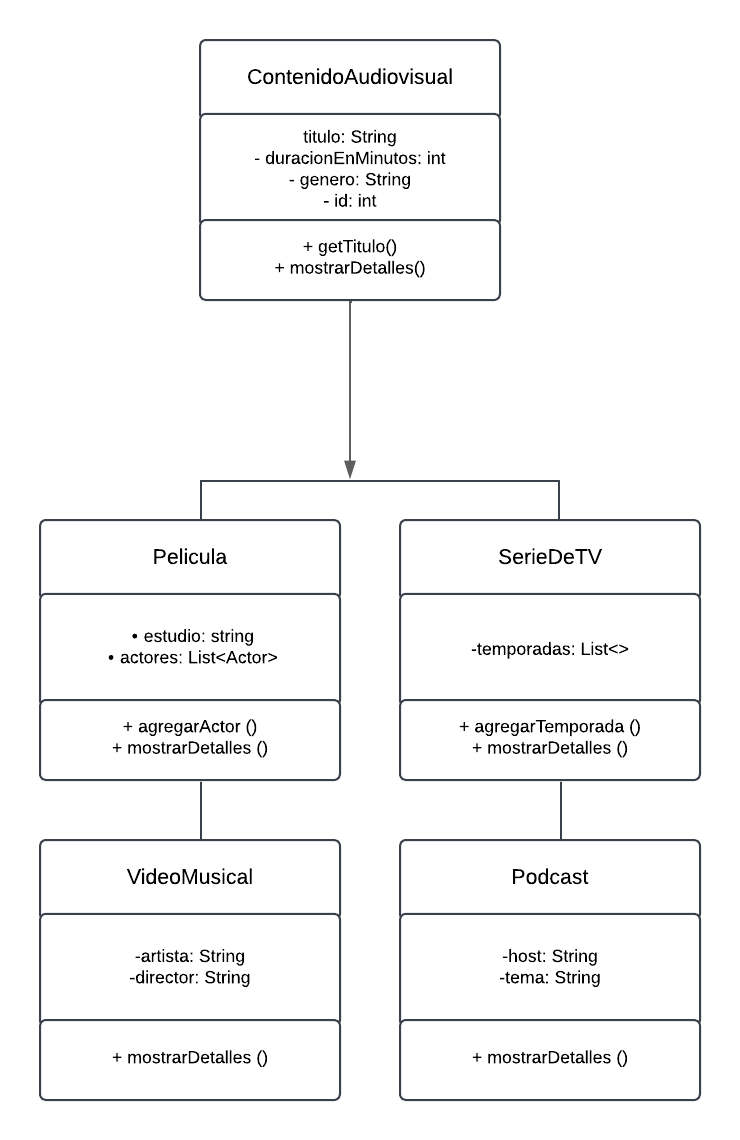 ContenidoAudiovisual
titulo: String
- duracionEnMinutos: int
- genero: String
- id: int
+ getTitulo()
+ mostrarDetalles()
Pelicula
• estudio: string
• actores: List<Actor>
+ agregarActor ()
+ mostrarDetalles ()
SerieDeTV
-temporadas: List<>
+ agregarTemporada ()
+ mostrarDetalles ()
VideoMusical
-artista: String
-director: String
+ mostrarDetalles ()
Podcast
-host: String
-tema: String
+ mostrarDetalles ()